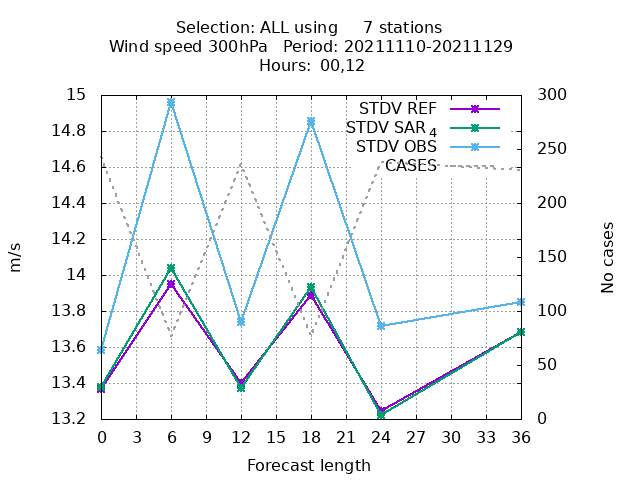 Selection: ALL using 7 stations
Wind speed 300hPa Period: 20211110-20211129
Hours: 00,12
15 300
STDV REF
14.8
STDV SAR 4
250
STDV OBS
14.6
CASES
14.4 200
14.2
14 150
13.8 100
13.6
50
13.4
13.2 0
0 3 6 9 12 15 18 21 24 27 30 33 36
Forecast length
m/s
No cases